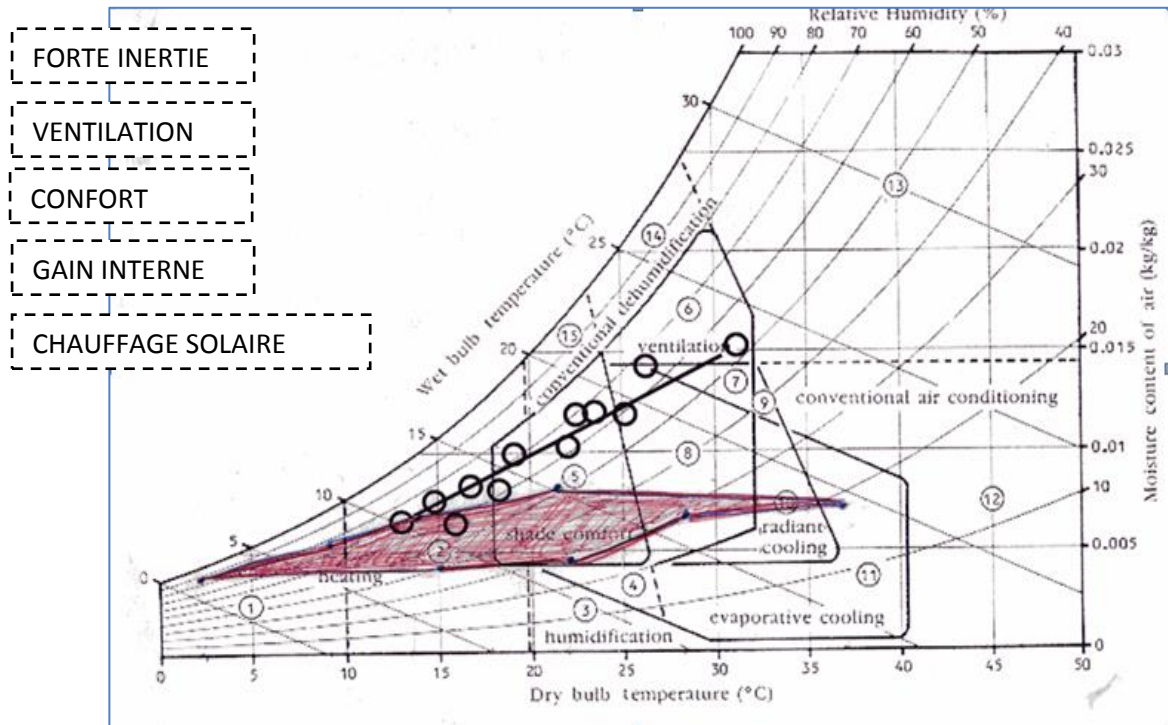 FORTE INERTIE
VENTILATION
CONFORT
GAIN INTERNE
CHAUFFAGE SOLAIRE
Relative Humidity (%)
100 90 80 70 60 50 40
0.03
30
0.025
30
13
14
25
0.02
Wet bulb temperature (°C)
conventional dehumidification
Moisture content of air (kg/kg)
6
15
20
ventilation
0.015
20
7
9
conventional air conditioning
15
0.01
8
5
10
12
10
shade comfort
radiant
cooling
5
0.005
2
0
heating
4
11
1
3
evaporative cooling
humidification
0
0 5 10 15 20 25 30 35 40 45 50
Dry bulb temperature (°C)